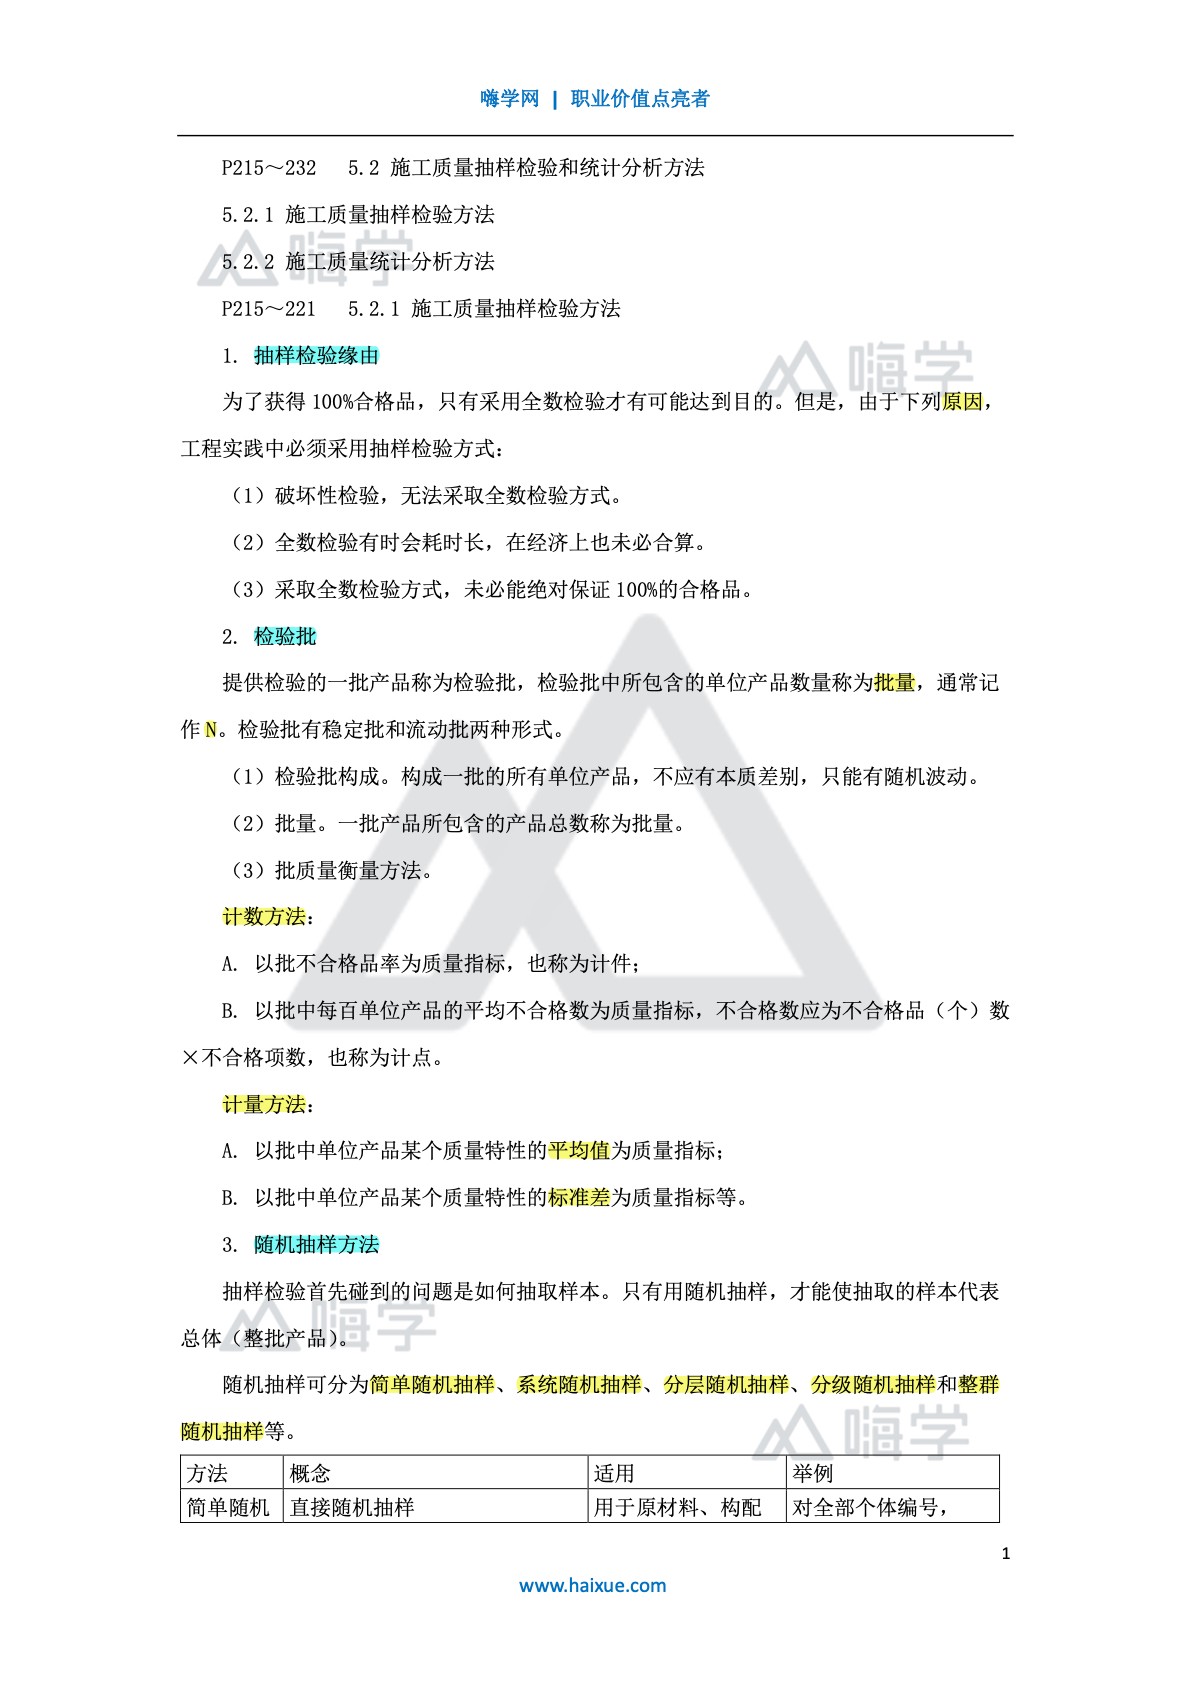 嗨学网 | 职业价值点亮者
P215～232 5.2 施工质量抽样检验和统计分析方法
5.2.1 施工质量抽样检验方法
嗨学
5.2.2 施工质量统计分析方法
P215～221 5.2.1 施工质量抽样检验方法
1. 抽样检验缘由
嗨学
为了获得 100%合格品，只有采用全数检验才有可能达到目的。但是，由于下列原因，
工程实践中必须采用抽样检验方式：
（1）破坏性检验，无法采取全数检验方式。
（2）全数检验有时会耗时长，在经济上也未必合算。
（3）采取全数检验方式，未必能绝对保证 100%的合格品。
2. 检验批
提供检验的一批产品称为检验批，检验批中所包含的单位产品数量称为批量，通常记
作 N。检验批有稳定批和流动批两种形式。
（1）检验批构成。构成一批的所有单位产品，不应有本质差别，只能有随机波动。
（2）批量。一批产品所包含的产品总数称为批量。
（3）批质量衡量方法。
计数方法：
A. 以批不合格品率为质量指标，也称为计件；
B. 以批中每百单位产品的平均不合格数为质量指标，不合格数应为不合格品（个）数
×不合格项数，也称为计点。
计量方法：
A. 以批中单位产品某个质量特性的平均值为质量指标；
B. 以批中单位产品某个质量特性的标准差为质量指标等。
3. 随机抽样方法
抽样检验首先碰到的问题是如何抽取样本。只有用随机抽样，才能使抽取的样本代表
嗨学
总体（整批产品）。
随机抽样可分为简单随机抽样、系统随机抽样、分层随机抽样、分级随机抽样和整群
随机抽样等。
嗨学
方法 概念 适用 举例
简单随机 直接随机抽样 用于原材料、构配 对全部个体编号，
1
www.haixue.com